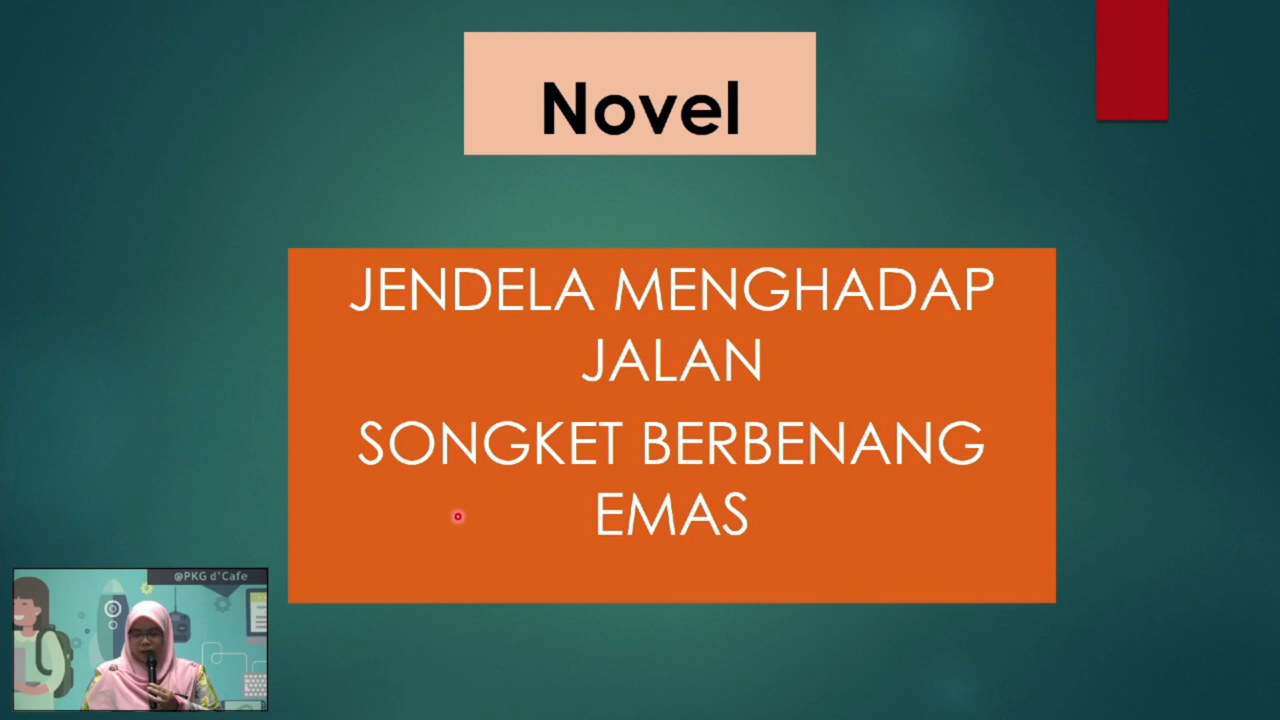 Novel
JENDELA MENGHADAP
JALAN
SONGKET BERBENANG
EMAS
@PKG d'Cafe